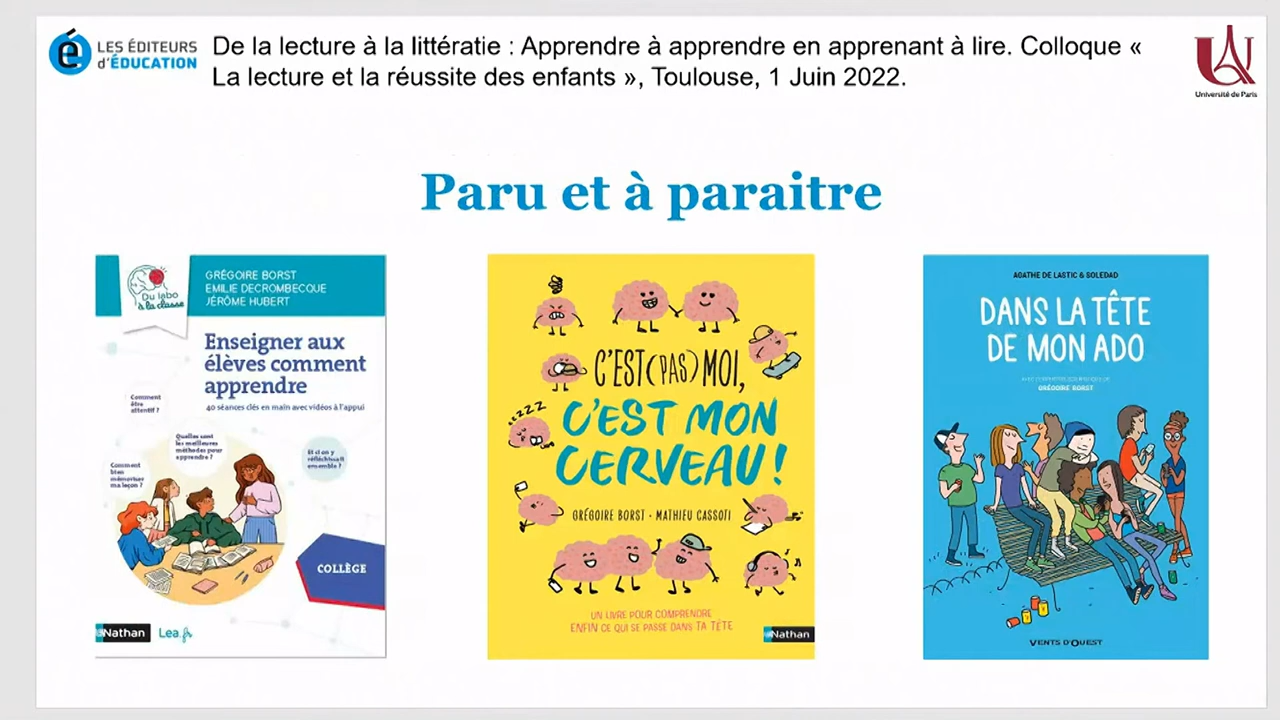 LES ÉDITEURS
d'ÉDUCATION
De la lecture à la littératie : Apprendre à apprendre en apprenant à lire. Colloque «
La lecture et la réussite des enfants », Toulouse, 1 Juin 2022.
Université de Paris
Paru et à paraitre
Du labo
à la classe
GRÉGOIRE BORST
EMILIE DECROMBECQUE
JÉRÔME HUBERT
Enseigner aux
élèves comment
apprendre
40 séances clés en main avec vidéos à l'appui
Comment
être
attentif ?
Quelles sont
les meilleures
méthodes pour
apprendre ?
Et si on y
réfléchissait
ensemble ?
Comment
bien
mémoriser
ma leçon ?
COLLÈGE
Nathan
Lea.fr
C'EST (PAS) MOI,
C'EST MON
CERVEAU !
GRÉGOIRE BORST · MATHIEU CASSOTI
UN LIVRE POUR COMPRENDRE
ENFIN CE QUI SE PASSE DANS TA TÊTE
Nathan
zzzz
AGATHE DE LASTIC & SOLEDAD
DANS LA TÊTE
DE MON ADO
GRÉGOIRE BORST
VENTS D'OUEST